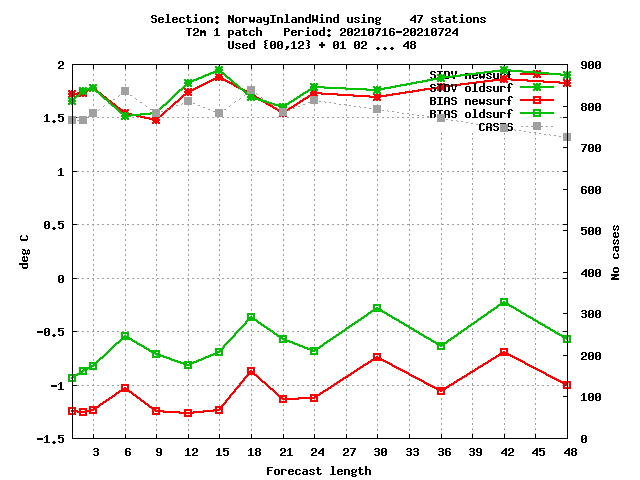 Selection: NorwayInlandWind using    47 stations
T2m 1 patch   Period: 20210716-20210724
Used {00,12} + 01 02 ... 48
2
1.5
1
0.5
0
-0.5
-1
-1.5
deg C
900
800
700
600
500
400
300
200
100
0
No cases
STDV newsurf
STDV oldsurf
BIAS newsurf
BIAS oldsurf
CASES
3 6 9 12 15 18 21 24 27 30 33 36 39 42 45 48
Forecast length